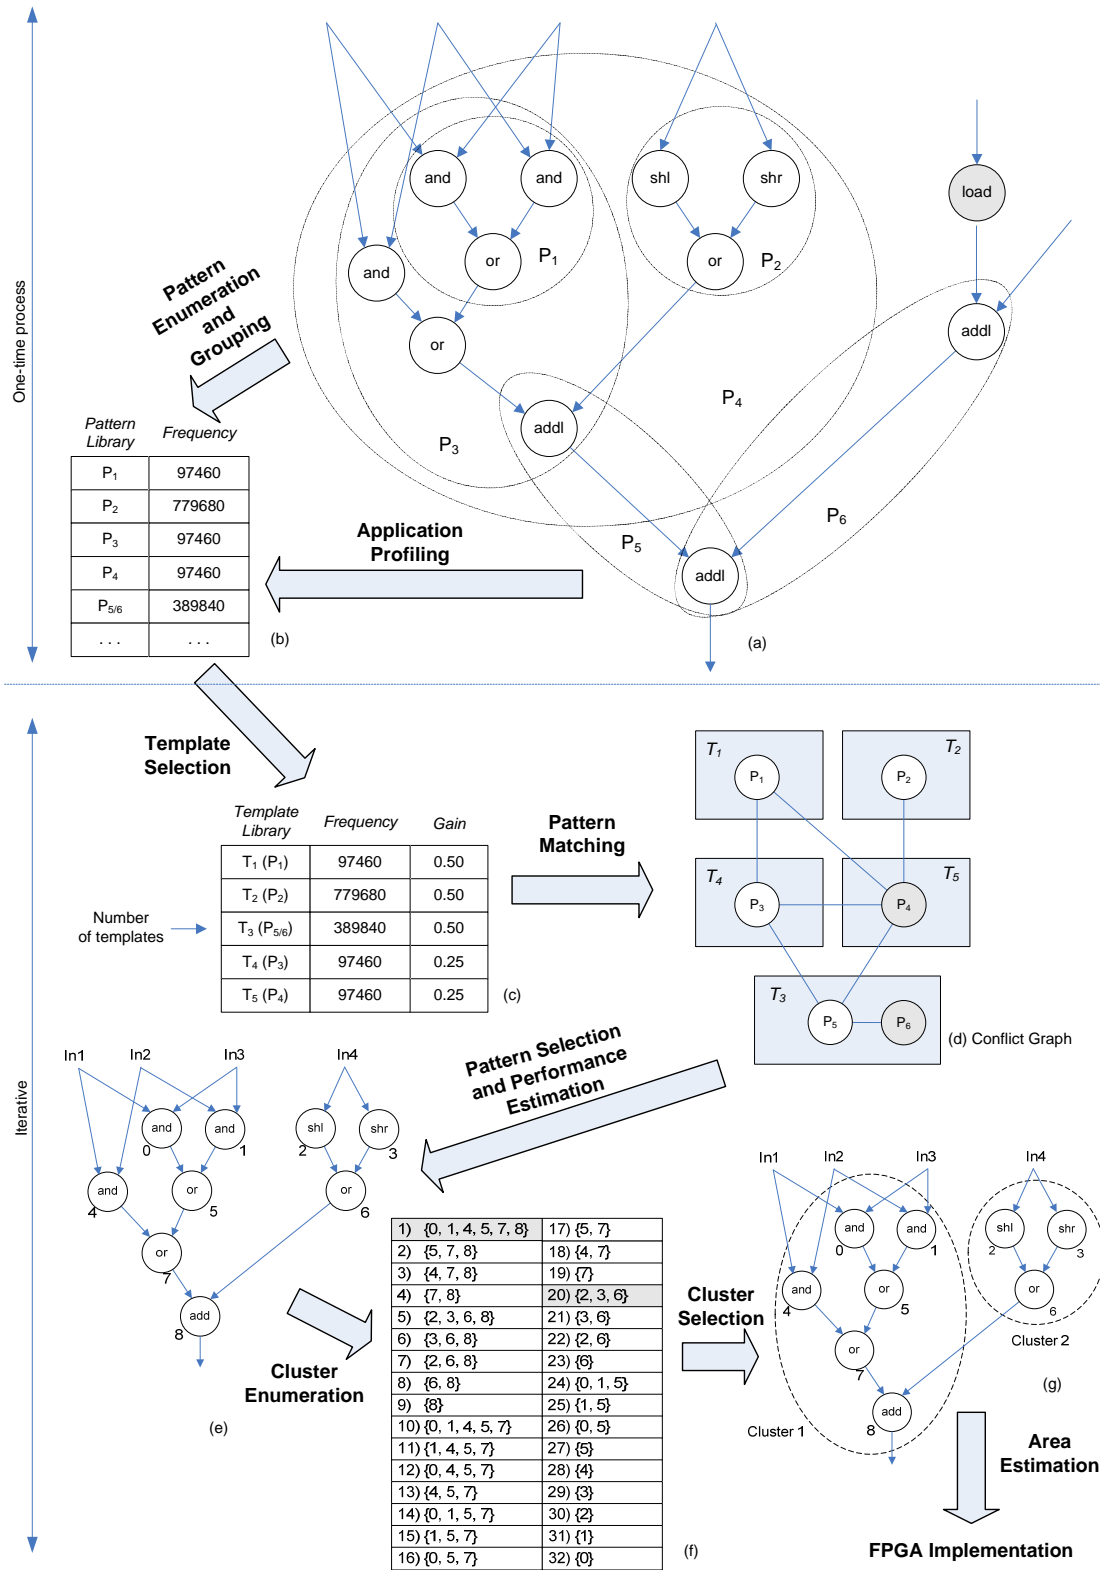 One-time process
and
and
shl
shr
load
and
or
P1
or
P2
or
addl
addl
P3
P4
P5
P6
addl
(a)
Pattern
Enumeration
and
Grouping
Pattern
Library
Frequency
P1 97460
P2 779680
P3 97460
P4 97460
P5/6 389840
. . . . . .
(b)
Application
Profiling
Template
Selection
Template
Library
Frequency
Gain
T1 (P1) 97460 0.50
T2 (P2) 779680 0.50
T3 (P5/6) 389840 0.50
T4 (P3) 97460 0.25
T5 (P4) 97460 0.25
(c)
Number
of templates
Pattern
Matching
T1
P1
T2
P2
T4
P3
T5
P4
T3
P5
P6
(d) Conflict Graph
Pattern Selection
and Performance
Estimation
Iterative
In1 In2 In3 In4
and
0
and
1
shl
2
shr
3
and
4
or
5
or
6
or
7
add
8
(e)
Cluster
Enumeration
1) {0, 1, 4, 5, 7, 8} 17) {5, 7}
2) {5, 7, 8} 18) {4, 7}
3) {4, 7, 8} 19) {7}
4) {7, 8} 20) {2, 3, 6}
5) {2, 3, 6, 8} 21) {3, 6}
6) {3, 6, 8} 22) {2, 6}
7) {2, 6, 8} 23) {6}
8) {6, 8} 24) {0, 1, 5}
9) {8} 25) {1, 5}
10) {0, 1, 4, 5, 7} 26) {0, 5}
11) {1, 4, 5, 7} 27) {5}
12) {0, 4, 5, 7} 28) {4}
13) {4, 5, 7} 29) {3}
14) {0, 1, 5, 7} 30) {2}
15) {1, 5, 7} 31) {1}
16) {0, 5, 7} 32) {0}
(f)
Cluster
Selection
In1 In2 In3 In4
and
0
and
1
shl
2
shr
3
and
4
or
5
or
6
or
7
add
8
Cluster 1
Cluster 2
(g)
Area
Estimation
FPGA Implementation